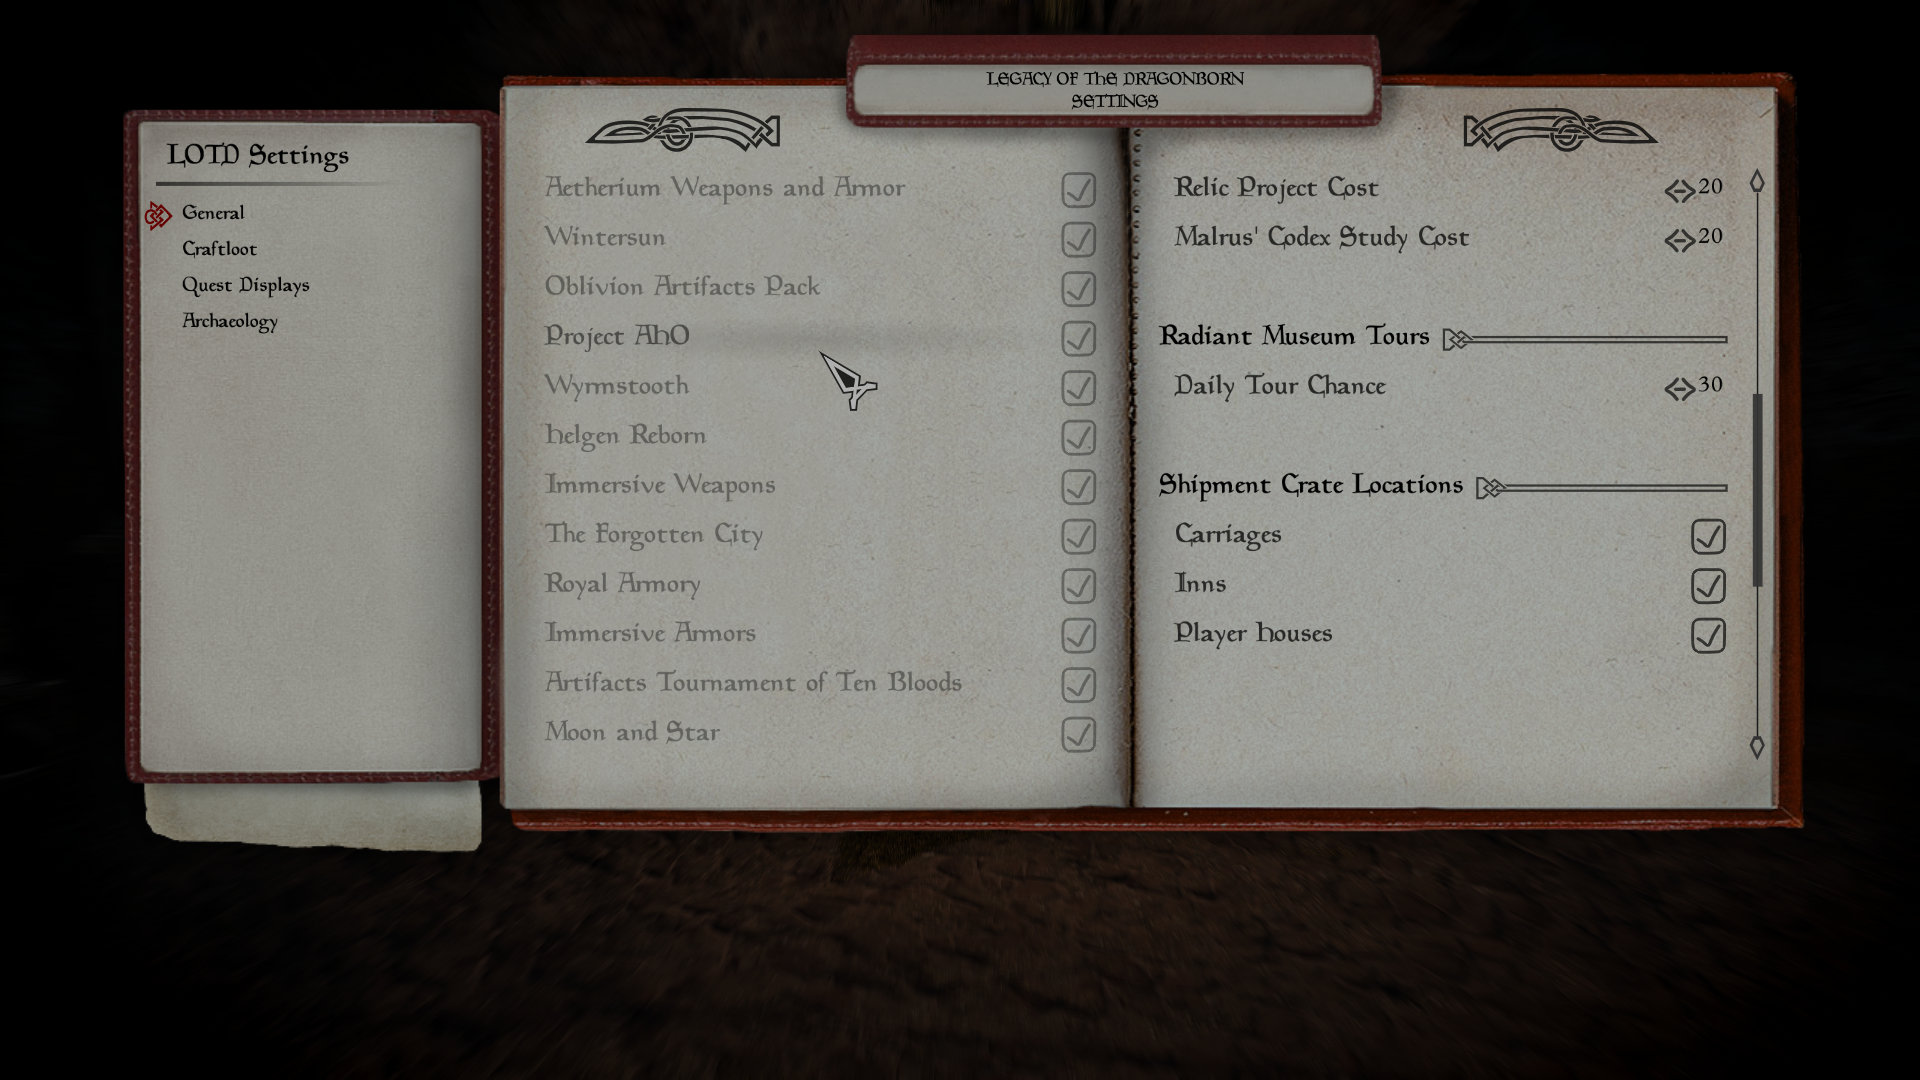 LEGACY OF THE DRAGONBORN
SETTINGS
LOTD Settings
General
Craftloot
Quest Displays
Archaeology
Aetherium Weapons and Armor
Wintersun
Oblivion Artifacts Pack
Project AhO
Wyrmstooth
Helgen Reborn
Immersive Weapons
The Forgotten City
Royal Armory
Immersive Armors
Artifacts Tournament of Ten Bloods
Moon and Star
Relic Project Cost 20
Malrus' Codex Study Cost 20
Radiant Museum Tours
Daily Tour Chance 30
Shipment Crate Locations
Carriages
Inns
Player Houses